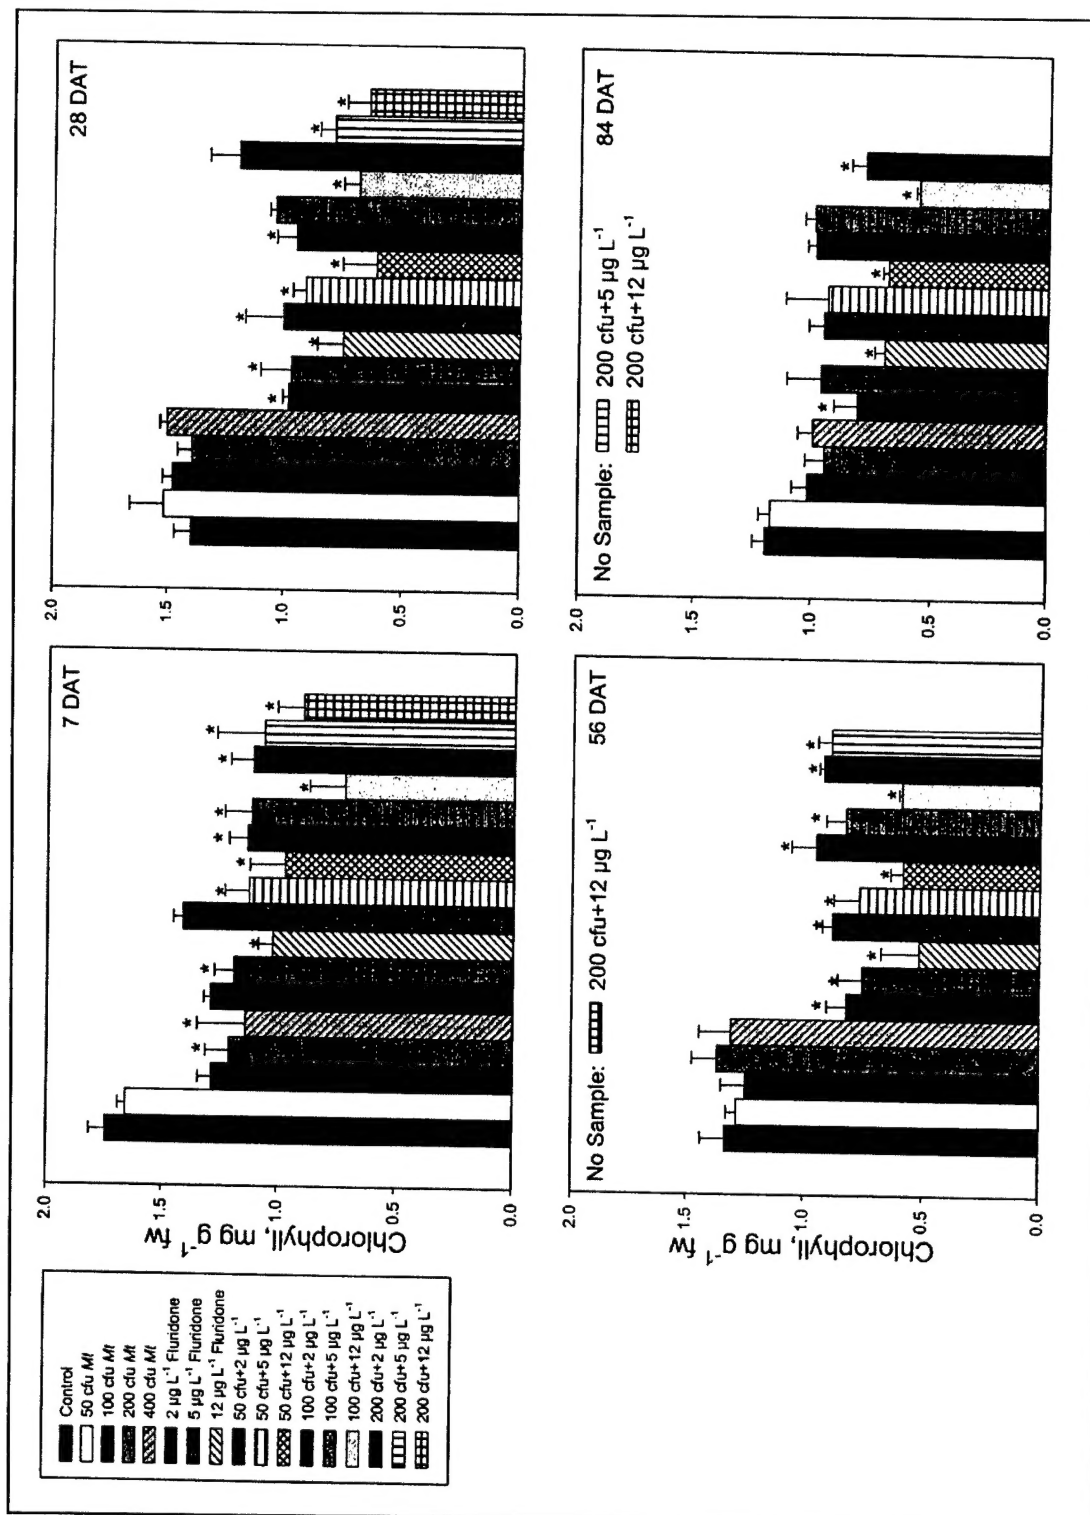 Control
50 cfu Mt
100 cfu Mt
200 cfu Mt
400 cfu Mt
2 µg L-1 Fluridone
5 µg L-1 Fluridone
12 µg L-1 Fluridone
50 cfu+2 µg L-1
50 cfu+5 µg L-1
50 cfu+12 µg L-1
100 cfu+2 µg L-1
100 cfu+5 µg L-1
100 cfu+12 µg L-1
200 cfu+2 µg L-1
200 cfu+5 µg L-1
200 cfu+12 µg L-1
Chlorophyll, mg g-1 fw
2.0
1.5
1.0
0.5
0.0
7 DAT
* * * * * * * * * * * *
2.0
1.5
1.0
0.5
0.0
28 DAT
* * * * * * * * * *
Chlorophyll, mg g-1 fw
2.0
1.5
1.0
0.5
0.0
No Sample: 200 cfu+12 µg L-1
56 DAT
* * * * * * * * * * *
2.0
1.5
1.0
0.5
0.0
No Sample: 200 cfu+5 µg L-1
200 cfu+12 µg L-1
84 DAT
* * * * *